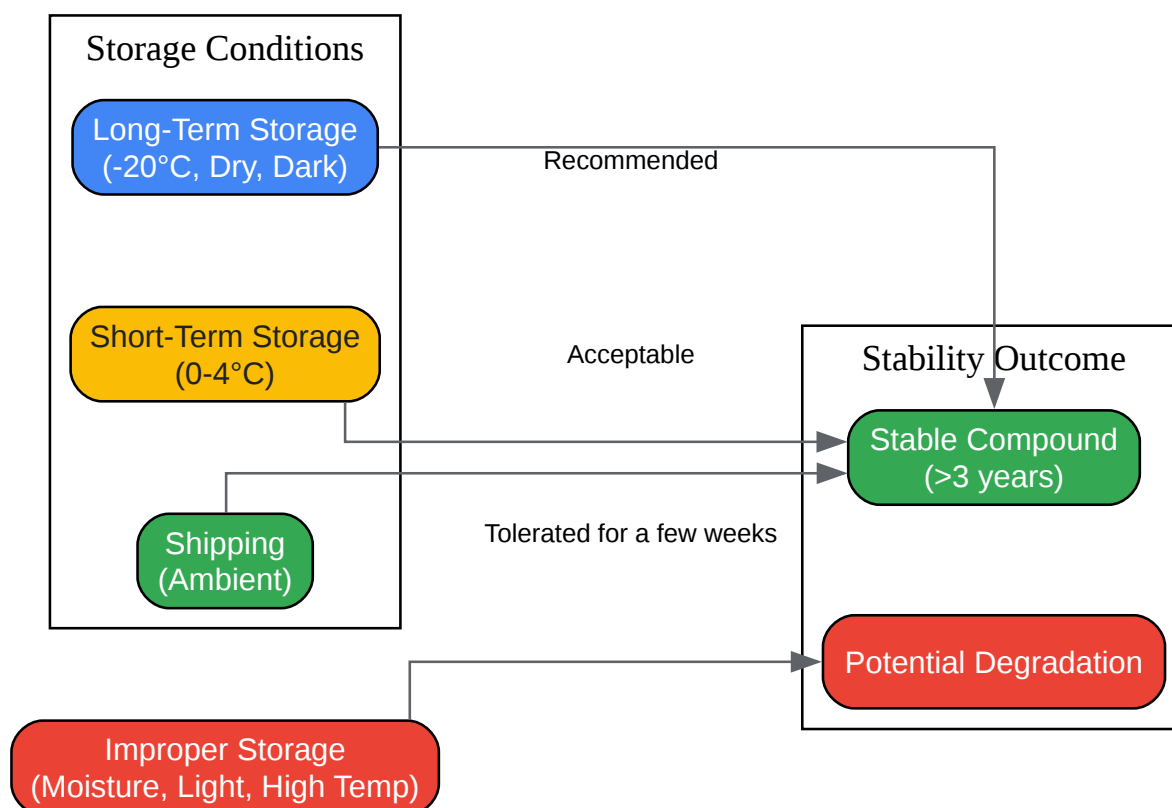 Storage Conditions
Long-Term Storage
(-20°C, Dry, Dark)
Recommended
Short-Term Storage
(0-4°C)
Acceptable
Stability Outcome
Stable Compound
(>3 years)
Shipping
(Ambient)
Tolerated for a few weeks
Potential Degradation
Improper Storage
(Moisture, Light, High Temp)